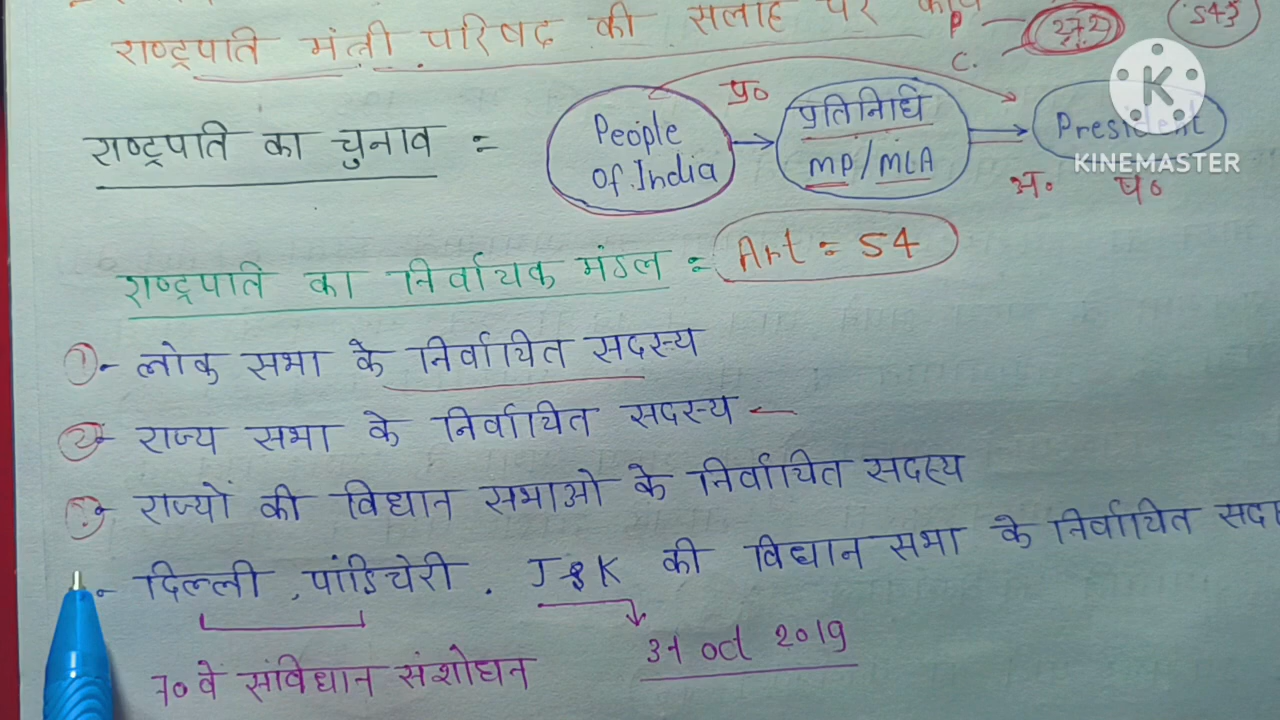 राष्ट्रपति मंत्री परिषद की सलाह पर
P 272 543
C.
राष्ट्रपति का चुनाव = People of India प्र० प्रतिनिधि MP/MLA President
अ० प्र०
KINEMASTER
राष्ट्रपति का निर्वाचक मंडल = Art = 54
①- लोक सभा के निर्वाचित सदस्य
②- राज्य सभा के निर्वाचित सदस्य
③- राज्यों की विधान सभाओ के निर्वाचित सदस्य
- दिल्ली , पांडिचेरी . J&K की विधान सभा के निर्वाचित
70 वे संविधान संशोधन 31 oct 2019